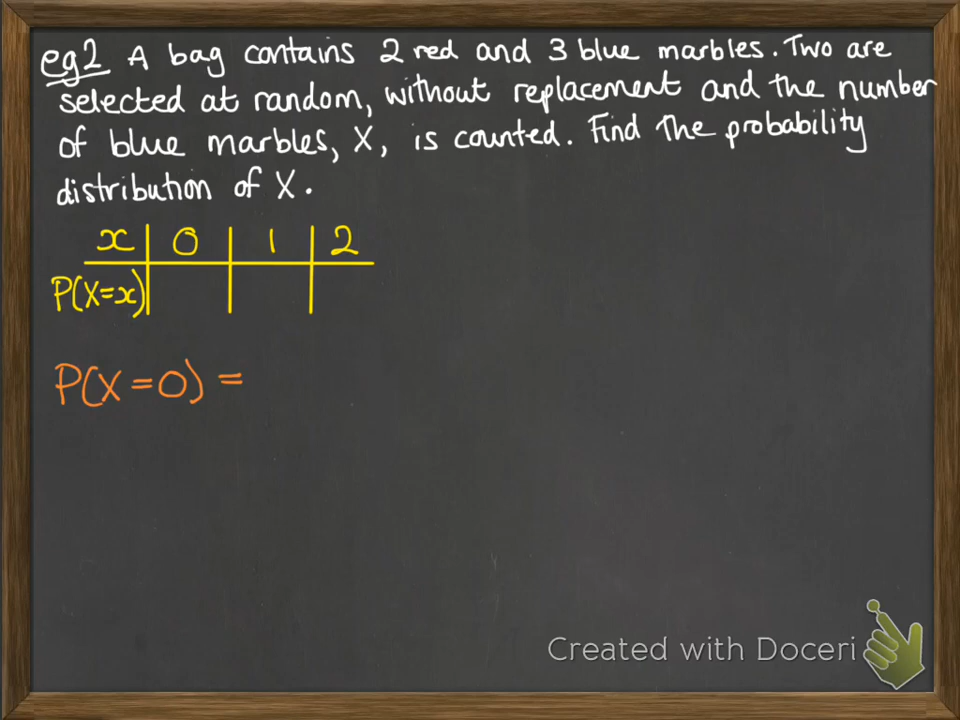 eg2 A bag contains 2 red and 3 blue marbles. Two are
selected at random, without replacement and the number
of blue marbles, X, is counted. Find the probability
distribution of X.
x 0 1 2
P(X=x)
P(X=0) =
Created with Doceri